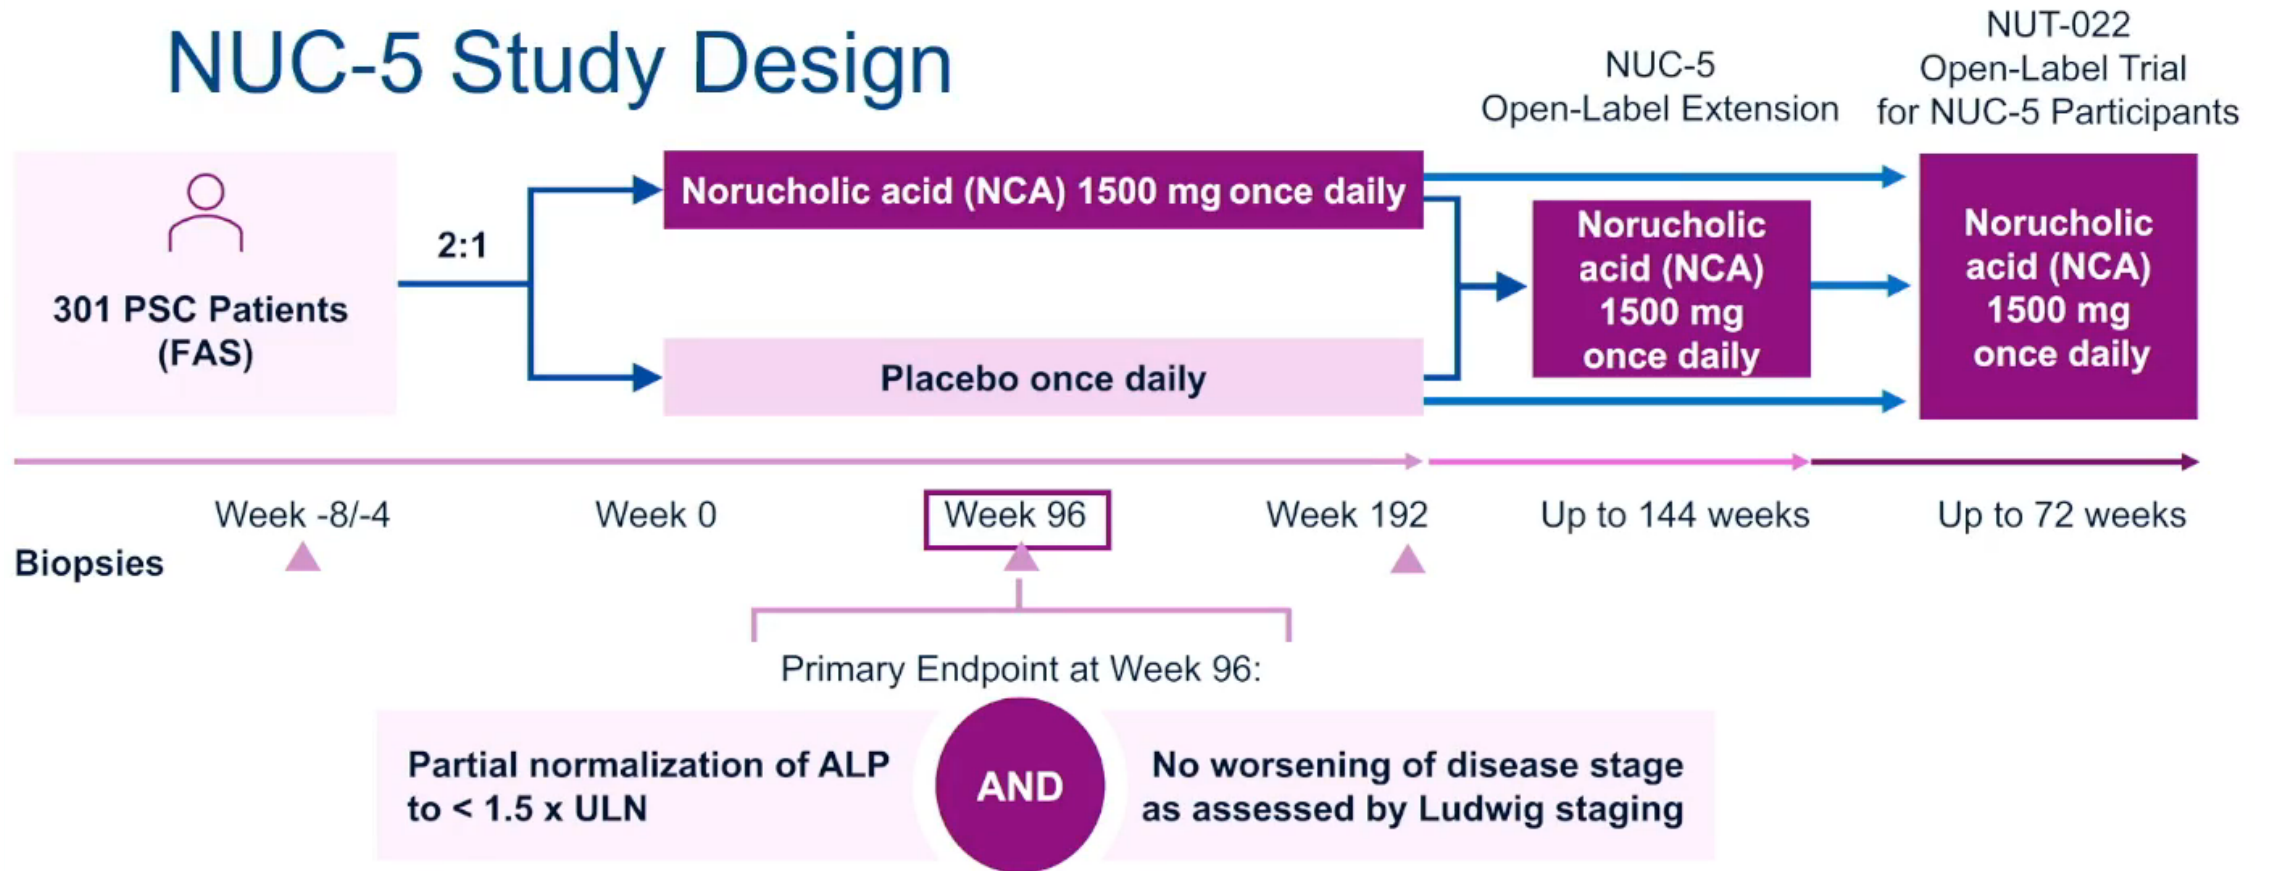 NUC-5 Study Design
NUC-5
Open-Label Extension
NUT-022
Open-Label Trial
for NUC-5 Participants
301 PSC Patients
(FAS)
2:1
Norucholic acid (NCA) 1500 mg once daily
Placebo once daily
Norucholic
acid (NCA)
1500 mg
once daily
Norucholic
acid (NCA)
1500 mg
once daily
Week -8/-4
Week 0
Week 96
Week 192
Up to 144 weeks
Up to 72 weeks
Biopsies
Primary Endpoint at Week 96:
Partial normalization of ALP
to < 1.5 x ULN
AND
No worsening of disease stage
as assessed by Ludwig staging